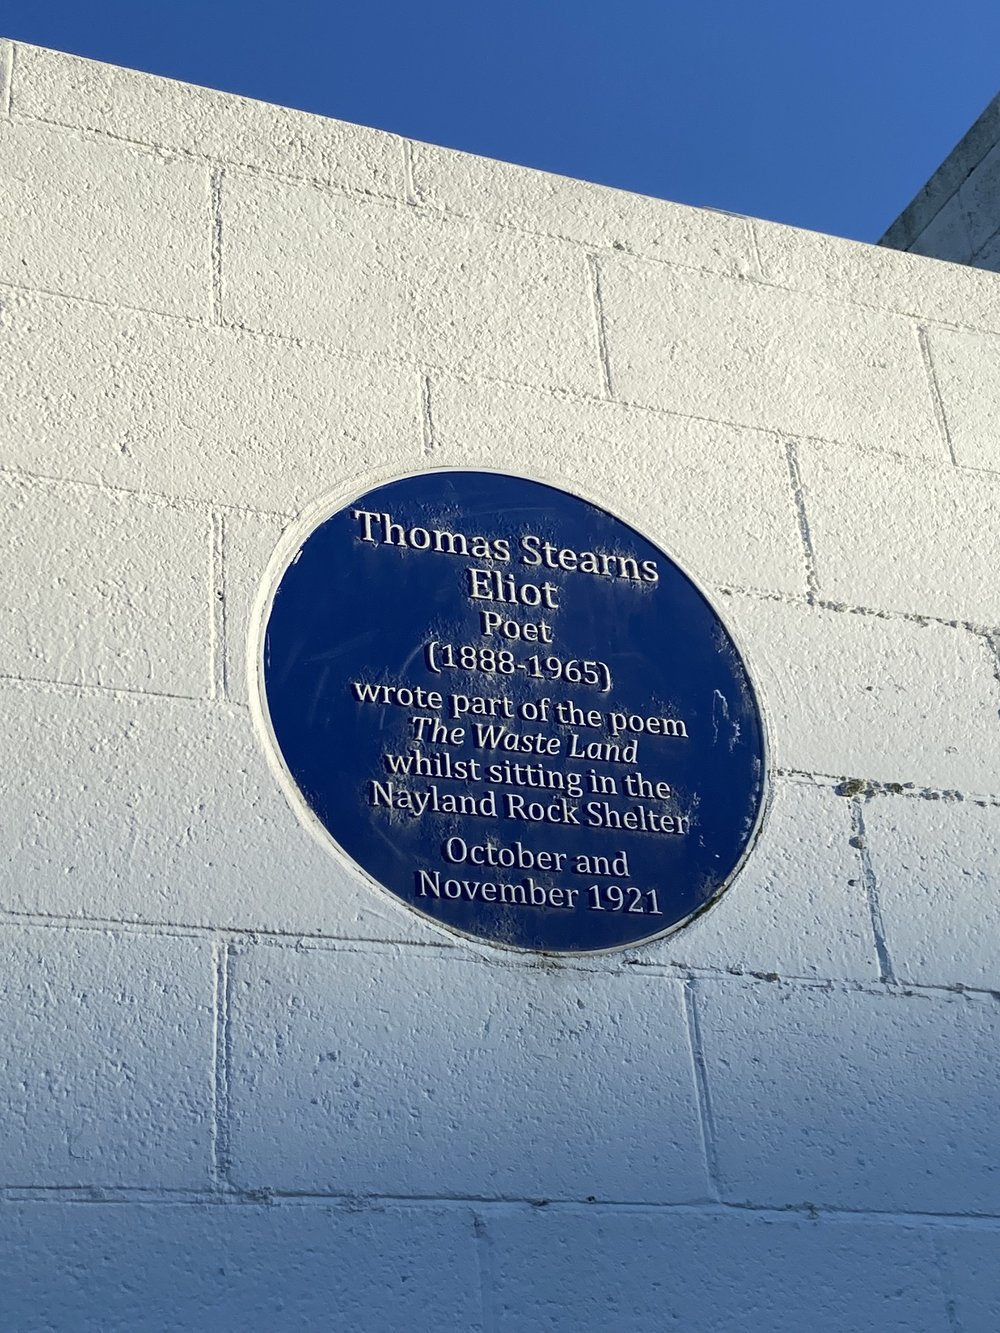 Thomas Stearns
Eliot
Poet
(1888-1965)
wrote part of the poem
The Waste Land
whilst sitting in the
Nayland Rock Shelter
October and
November 1921